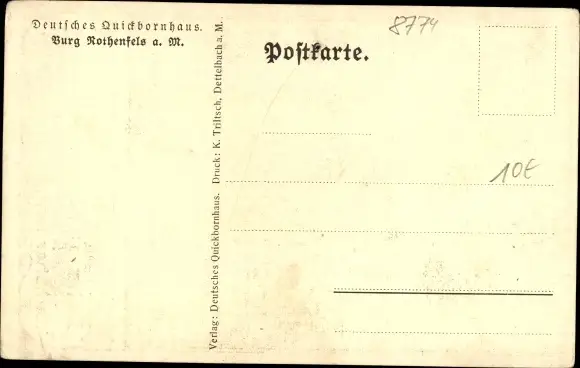 Deutsches Quickbornhaus.
Burg Rothenfels a. M.
Verlag: Deutsches Quickbornhaus. Druck: K. Triltsch, Dettelbach a. M.
8774
Postkarte.
10€